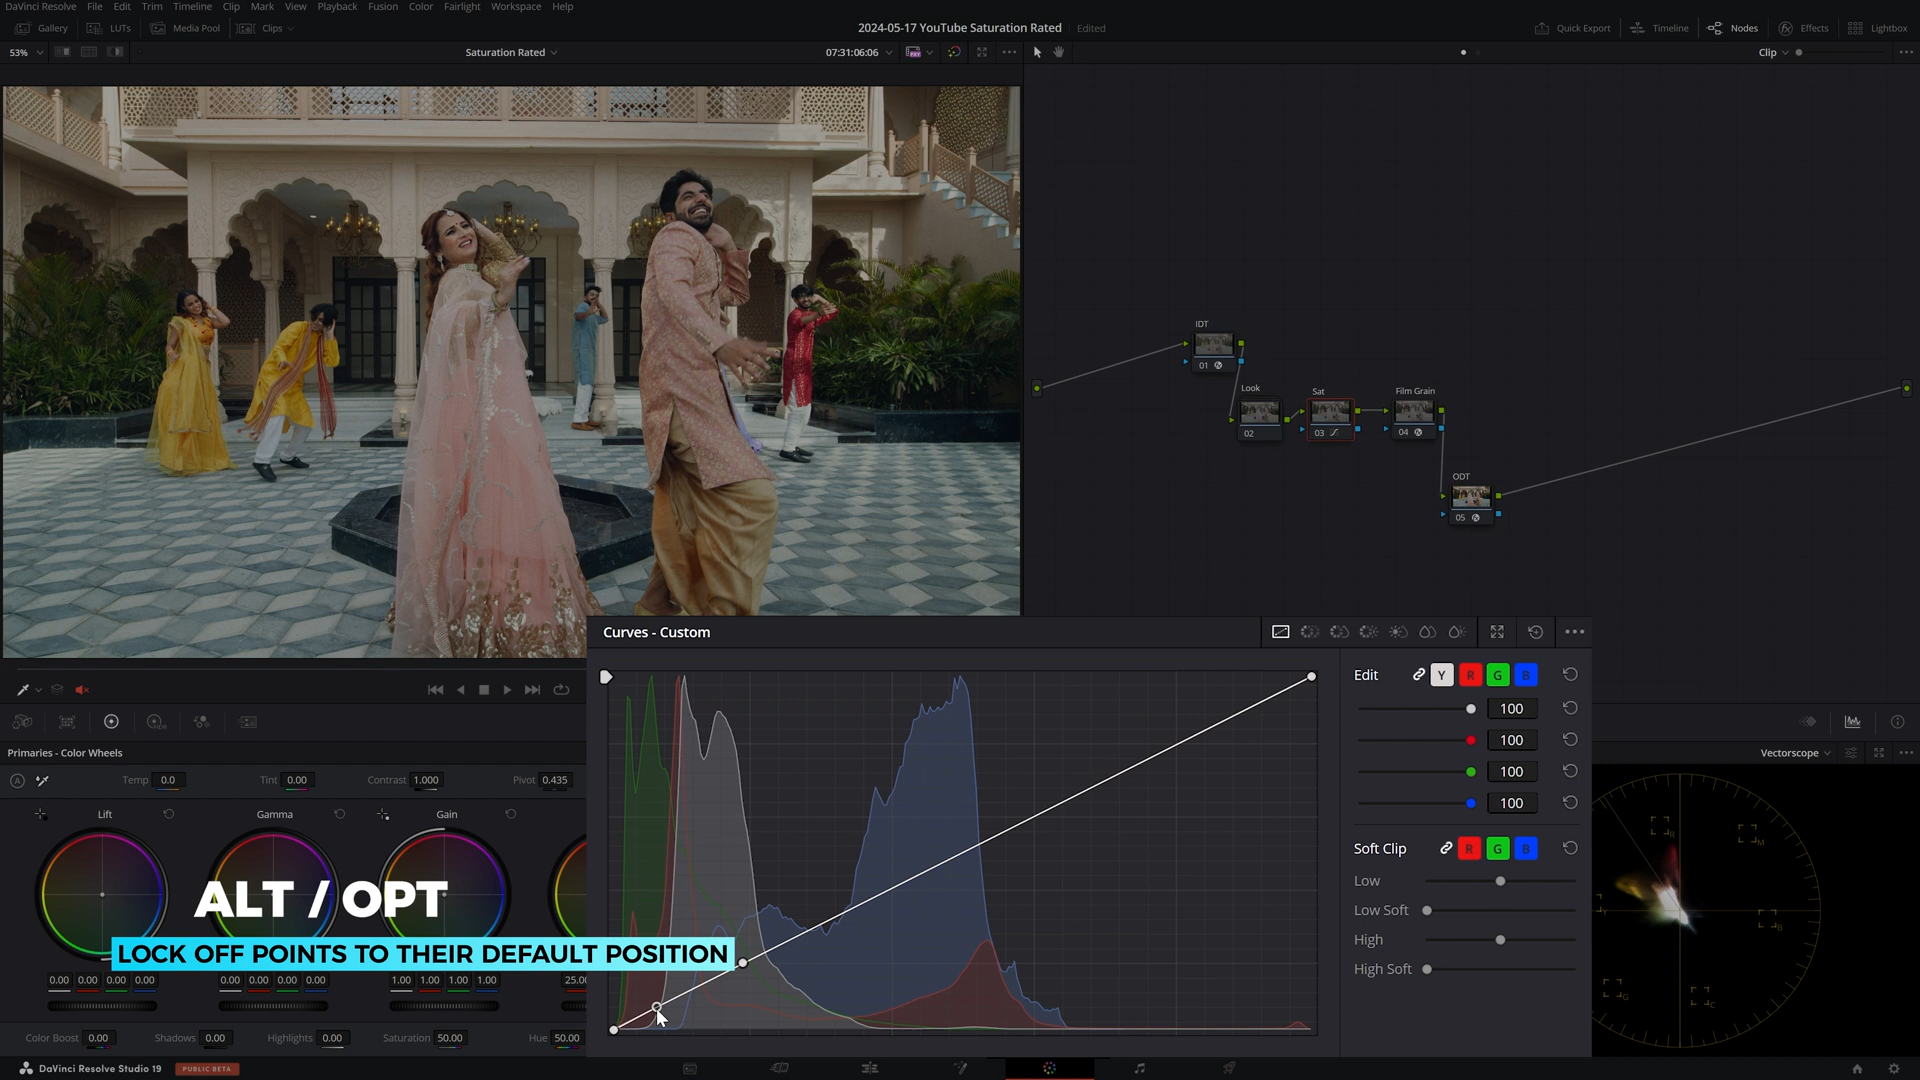 DaVinci Resolve File Edit Trim Timeline Clip Mark View Playback Fusion Color Fairlight Workspace Help
Gallery LUTs Media Pool Clips 2024-05-17 YouTube Saturation Rated Edited Quick Export Timeline Nodes Effects Lightbox
53% Saturation Rated 07:31:06:06 Clip
IDT
01
Look
02
Sat
03
Film Grain
04
ODT
05
Curves - Custom
Edit Y R G B
100
100
100
100
Soft Clip R G B
Low
Low Soft
High
High Soft
Primaries - Color Wheels
Temp 0.0 Tint 0.00 Contrast 1.000 Pivot 0.435
Lift Gamma Gain
ALT / OPT
LOCK OFF POINTS TO THEIR DEFAULT POSITION
0.00 0.00 0.00 0.00 0.00 0.00 0.00 0.00 1.00 1.00 1.00 1.00 25.00
Color Boost 0.00 Shadows 0.00 Highlights 0.00 Saturation 50.00 Hue 50.00
Vectorscope
R
M
B
C
G
Y
DaVinci Resolve Studio 19 PUBLIC BETA